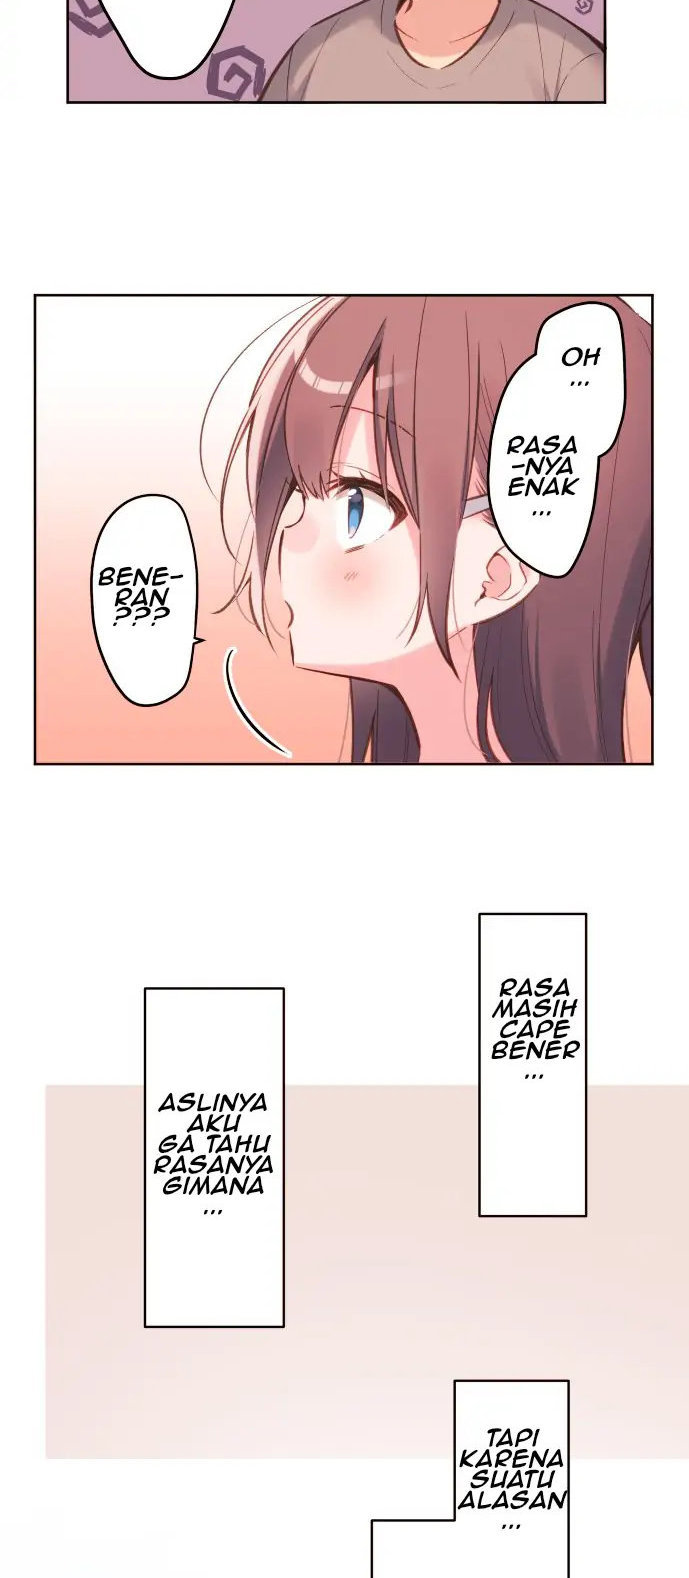 OH
...
RASA
-NYA
ENAK
...
BENE-
RAN
???
RASA
MASIH
CAPE
BENER
...
ASLINYA
AKU
GA TAHU
RASANYA
GIMANA
...
TAPI
KARENA
SUATU
ALASAN
...